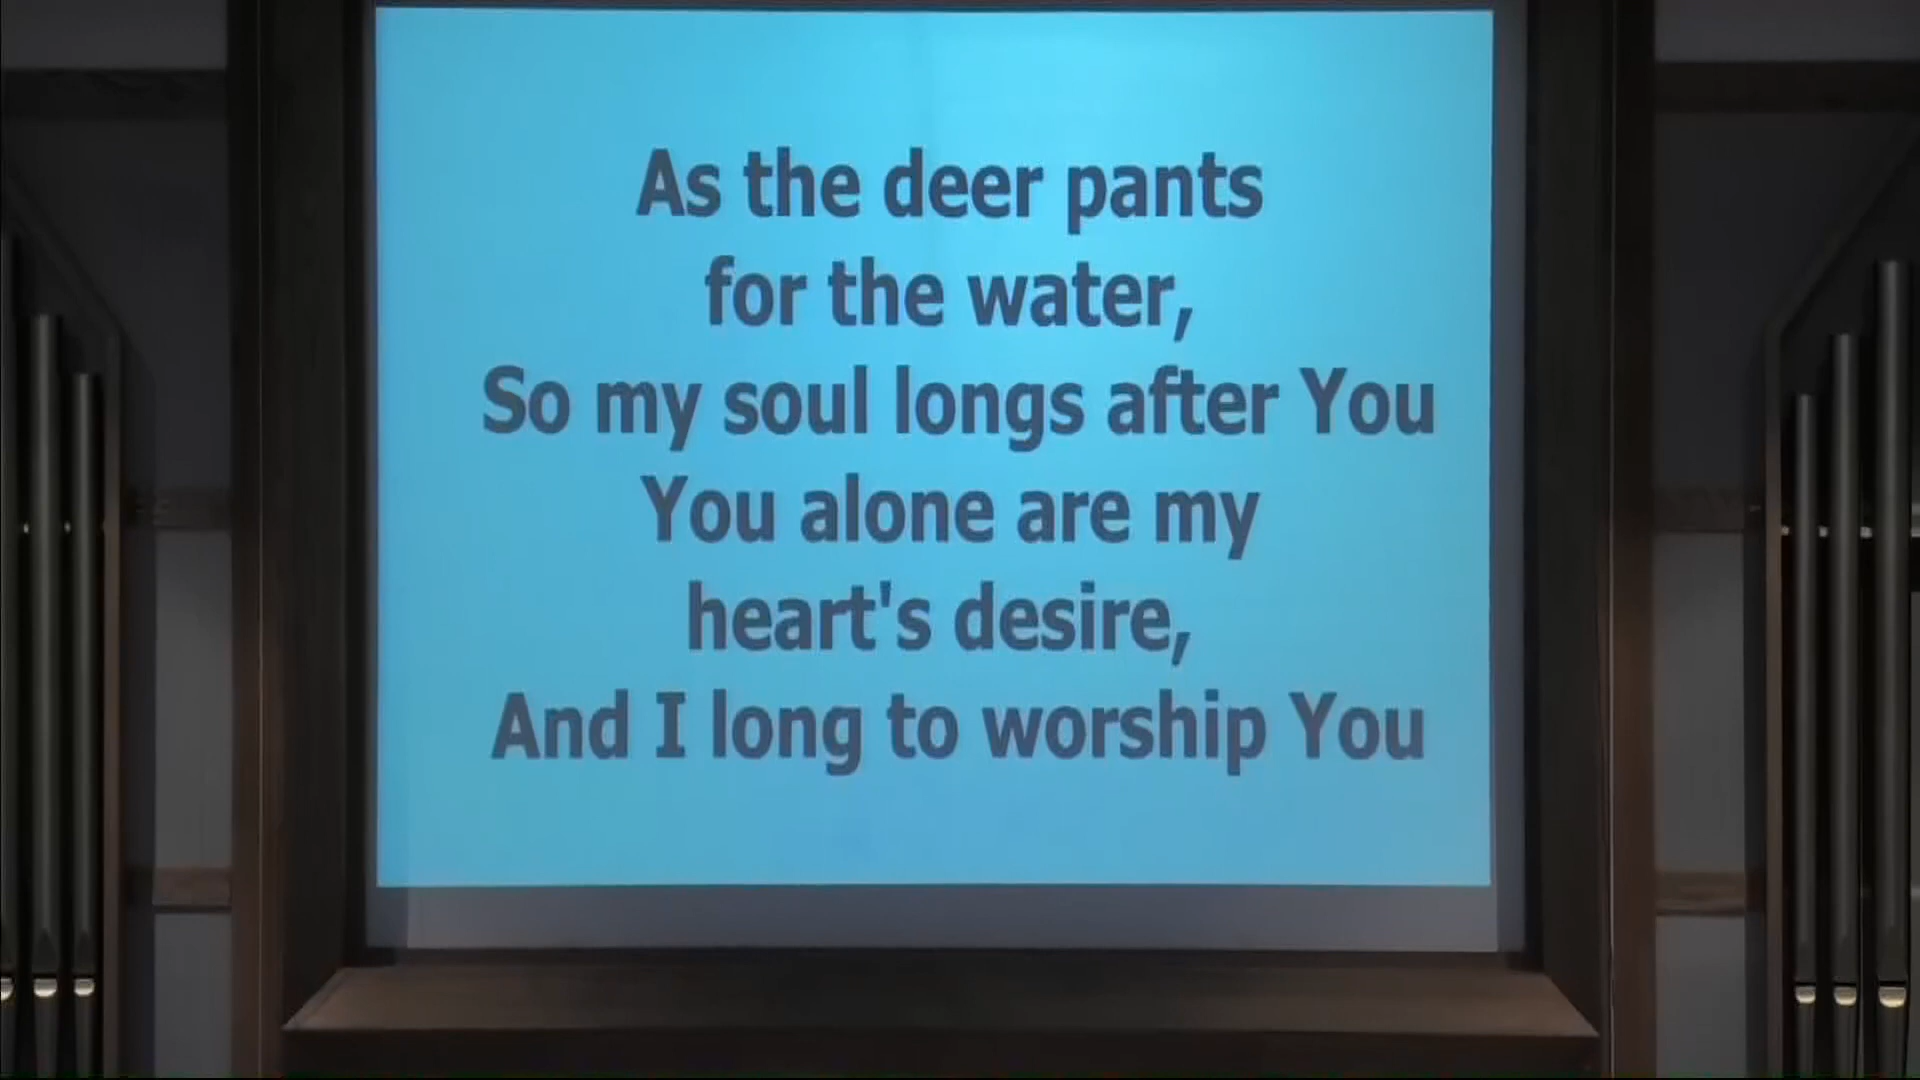 As the deer pants
for the water,
So my soul longs after You
You alone are my
heart's desire,
And I long to worship You